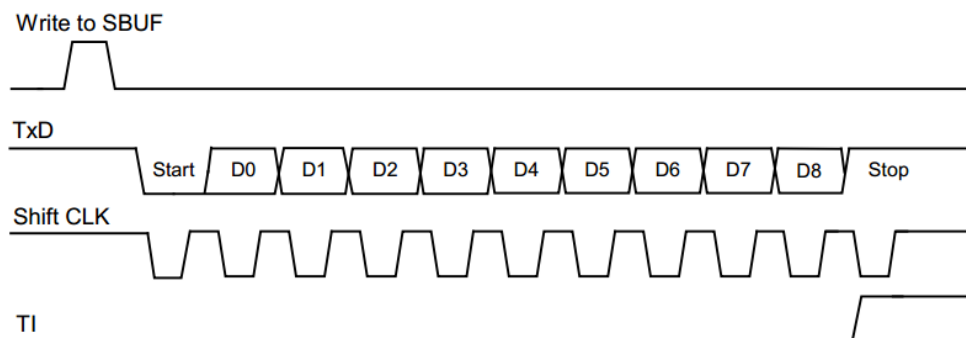 Write to SBUF
TxD
Start D0 D1 D2 D3 D4 D5 D6 D7 D8 Stop
Shift CLK
TI